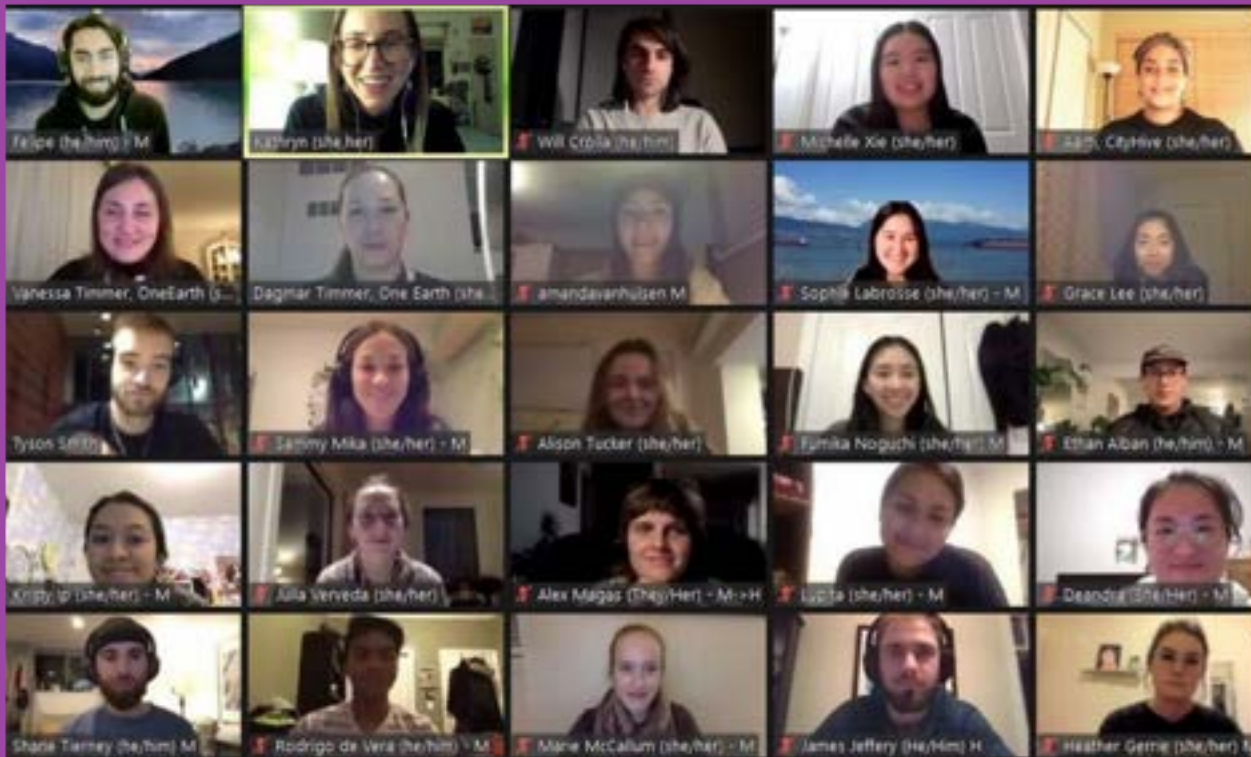 Felipe (he/him) - M
Kathryn (she,her)
Will Cpolla (he/him)
Michelle Xie (she/her)
CityHive (she/her)
Vanessa Timmer, OneEarth (s...
Dagmar Timmer, One Earth (she...
amandavanhulsen M
Sophie Labrosse (she/her) - M
Grace Lee (she/her)
Tyson Smith
Sammy Mika (she/her) - M
Alison Tucker (she/her)
Fumika Noguchi (she/her) M
Ethan Alban (he/him) - M
Kristy Ip (she/her) - M
Julia Verveda (she/her)
Alex Magas (They/Her) - M->H
Lupita (she/her) - M
Deandra (She/Her) - M
Shane Tierney (he/him) M
Rodrigo de Vera (he/him) - M
Marie McCallum (she/her) - M
James Jeffery (He/Him) H
Heather Gerrie (she/her) M